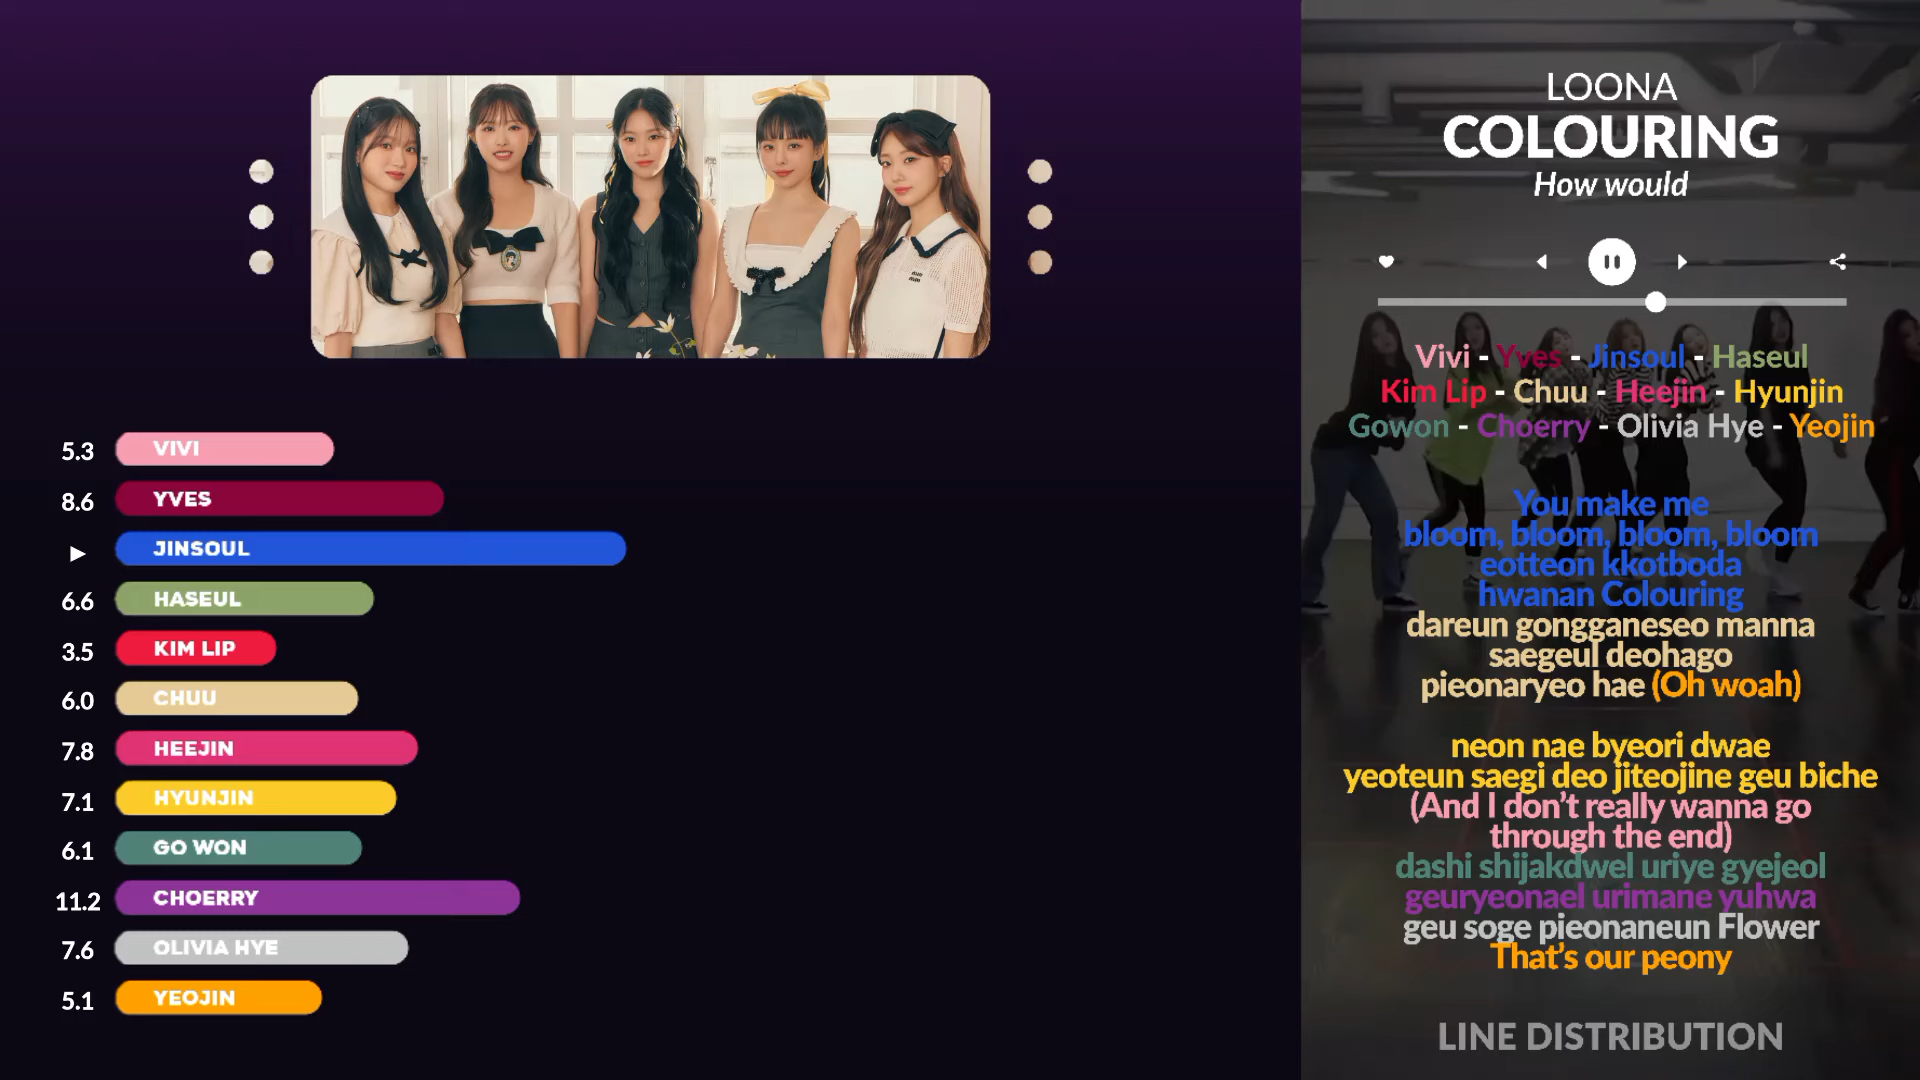 LOONA
COLOURING
How would
Vivi - Yves - Jinsoul - Haseul
Kim Lip - Chuu - Heejin - Hyunjin
Gowon - Choerry - Olivia Hye - Yeojin
5.3 VIVI
8.6 YVES
JINSOUL
6.6 HASEUL
3.5 KIM LIP
6.0 CHUU
7.8 HEEJIN
7.1 HYUNJIN
6.1 GO WON
11.2 CHOERRY
7.6 OLIVIA HYE
5.1 YEOJIN
You make me
bloom, bloom, bloom, bloom
eotteon kkotboda
hwanan Colouring
dareun gongganeseo manna
saegeul deohago
pieonaryeo hae (Oh woah)
neon nae byeori dwae
yeoteun saegi deo jiteojine geu biche
(And I don't really wanna go
through the end)
dashi shijakdwel uriye gyejeol
geuryeonael urimane yuhwa
geu soge pieonaneun Flower
That's our peony
LINE DISTRIBUTION